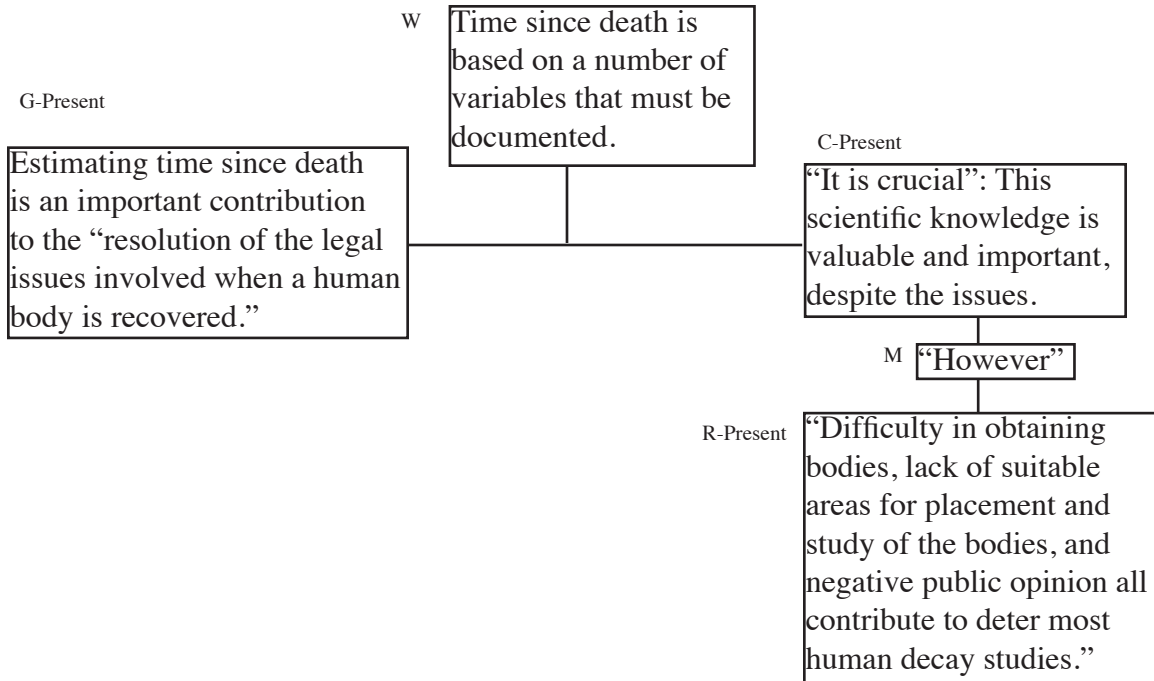 W
Time since death is
based on a number of
variables that must be
documented.
G-Present
Estimating time since death
is an important contribution
to the “resolution of the legal
issues involved when a human
body is recovered.”
C-Present
“It is crucial”: This
scientific knowledge is
valuable and important,
despite the issues.
M
“However”
R-Present
“Difficulty in obtaining
bodies, lack of suitable
areas for placement and
study of the bodies, and
negative public opinion all
contribute to deter most
human decay studies.”